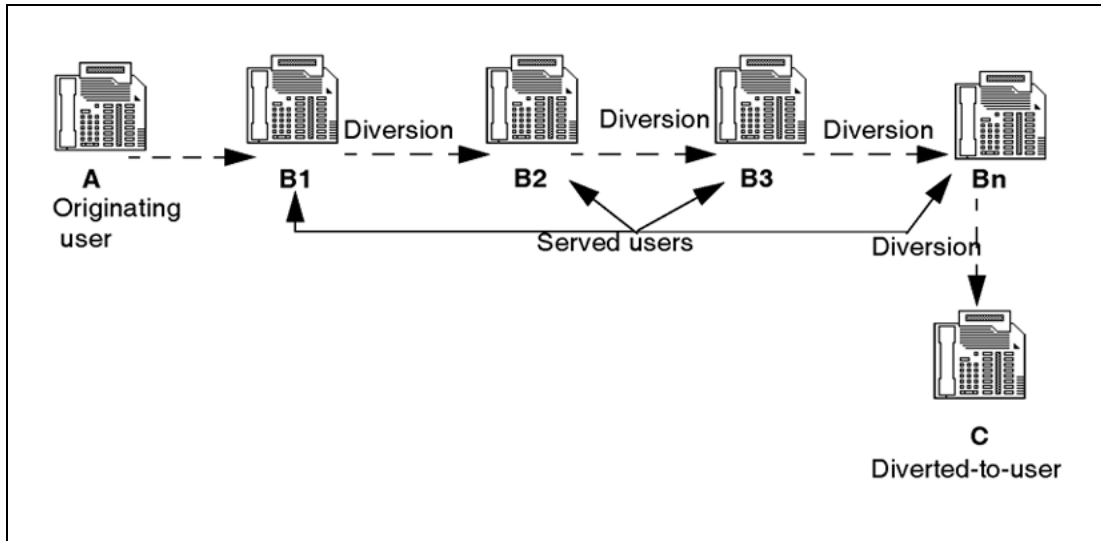 Diversion
Diversion
Diversion
A
B1
B2
B3
Bn
Originating
user
Served users
Diversion
C
Diverted-to-user